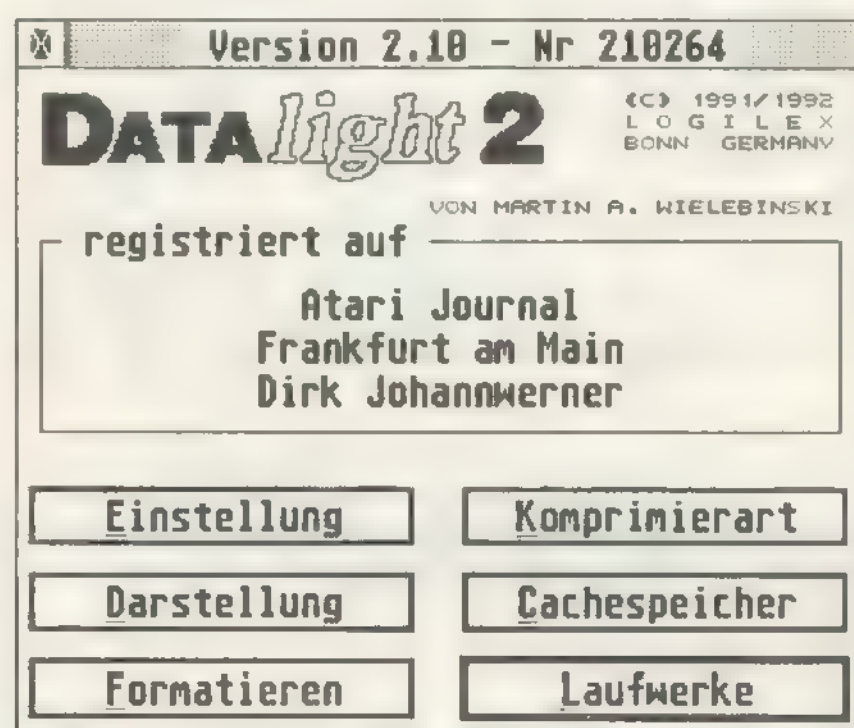 Version 2.10 - Nr 210264
DATAlight 2
(C) 1991/1992
LOGILEX
BONN GERMANY
VON MARTIN A. WIELEBINSKI
registriert auf
Atari Journal
Frankfurt am Main
Dirk Johannwerner
Einstellung Komprimierart
Darstellung Cachespeicher
Formatieren Laufwerke